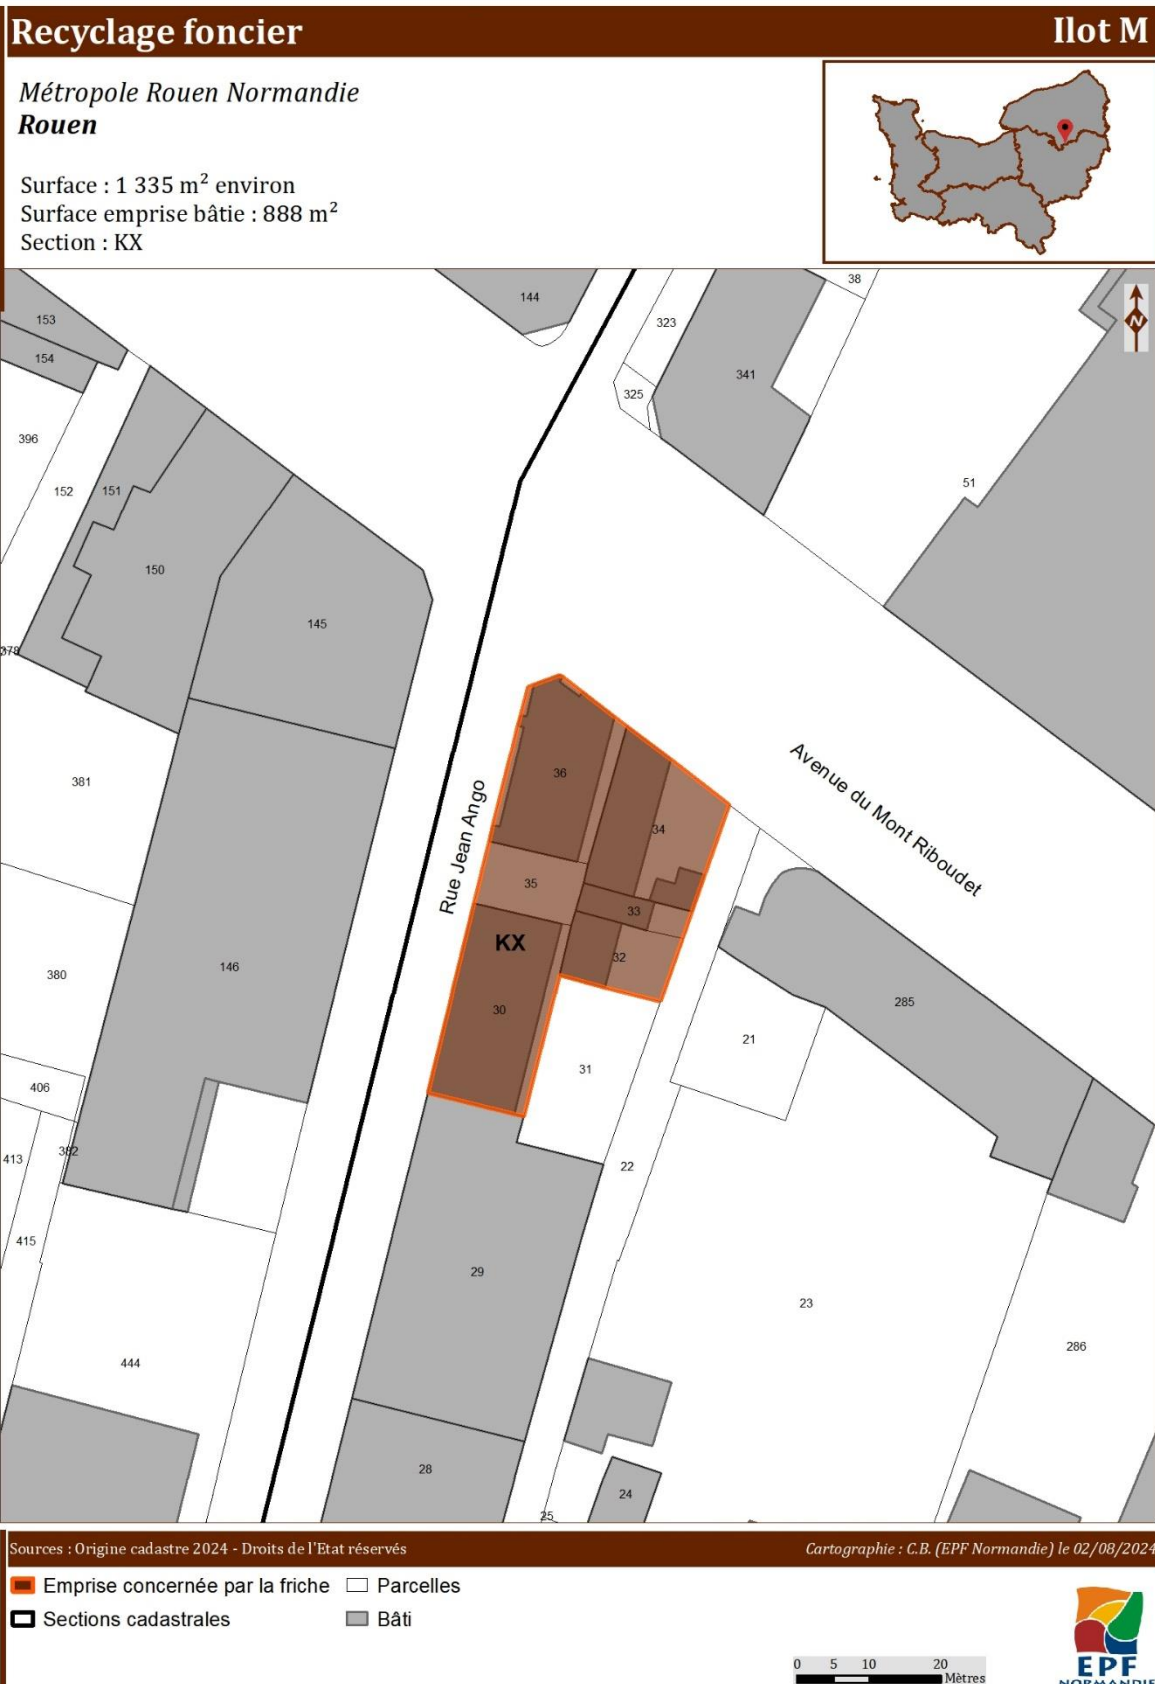 Recyclage foncier
Ilot M
Métropole Rouen Normandie
Rouen
Surface : 1 335 m² environ
Surface emprise bâtie : 888 m²
Section : KX
N
144
38
323
153
154
341
325
396
152
151
51
150
145
378
381
36
Avenue du Mont Riboudet
Rue Jean Ango
34
35
33
KX
32
146
380
285
30
21
31
406
382
413
22
415
29
23
286
444
28
24
25
Sources : Origine cadastre 2024 - Droits de l'Etat réservés
Cartographie : C.B. (EPF Normandie) le 02/08/2024
Emprise concernée par la friche
Parcelles
Sections cadastrales
Bâti
0 5 10 20
Mètres
EPF
NORMANDIE